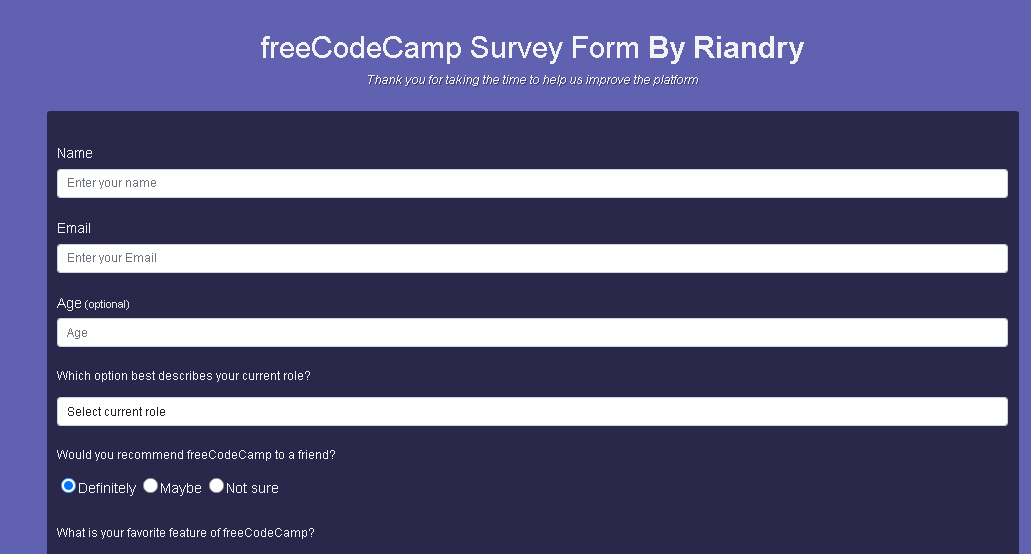 freeCodeCamp Survey Form By Riandry
Thank you for taking the time to help us improve the platform
Name
Enter your name
Email
Enter your Email
Age (optional)
Age
Which option best describes your current role?
Select current role
Would you recommend freeCodeCamp to a friend?
Definitely Maybe Not sure
What is your favorite feature of freeCodeCamp?